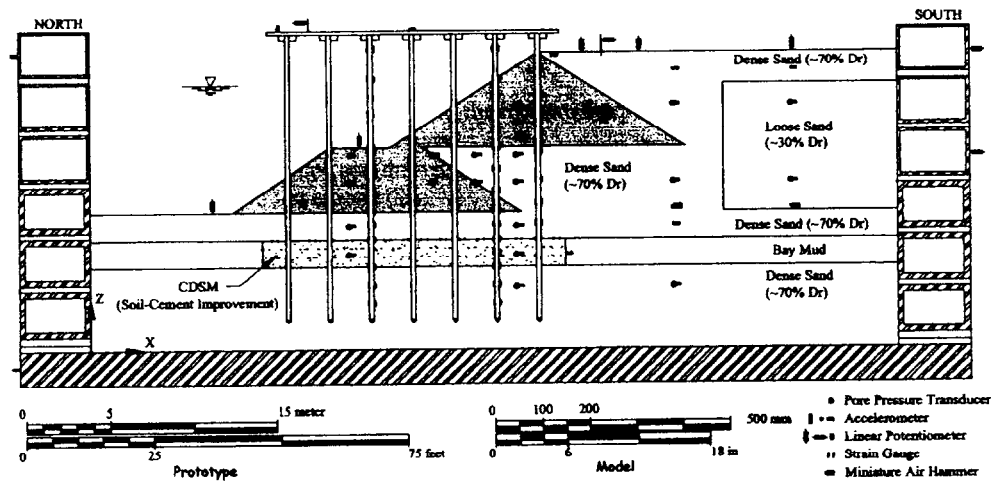 NORTH
SOUTH
Dense Sand (~70% Dr)
Loose Sand
(~30% Dr)
Dense Sand
(~70% Dr)
Dense Sand (~70% Dr)
Bay Mud
CDSM
(Soil-Cement Improvement)
Dense Sand
(~70% Dr)
Z
X
0 5 15 meter
0 25 75 feet
Prototype
0 100 200 500 mm
0 6 18 in
Model
Pore Pressure Transducer
Accelerometer
Linear Potentiometer
Strain Gauge
Miniature Air Hammer